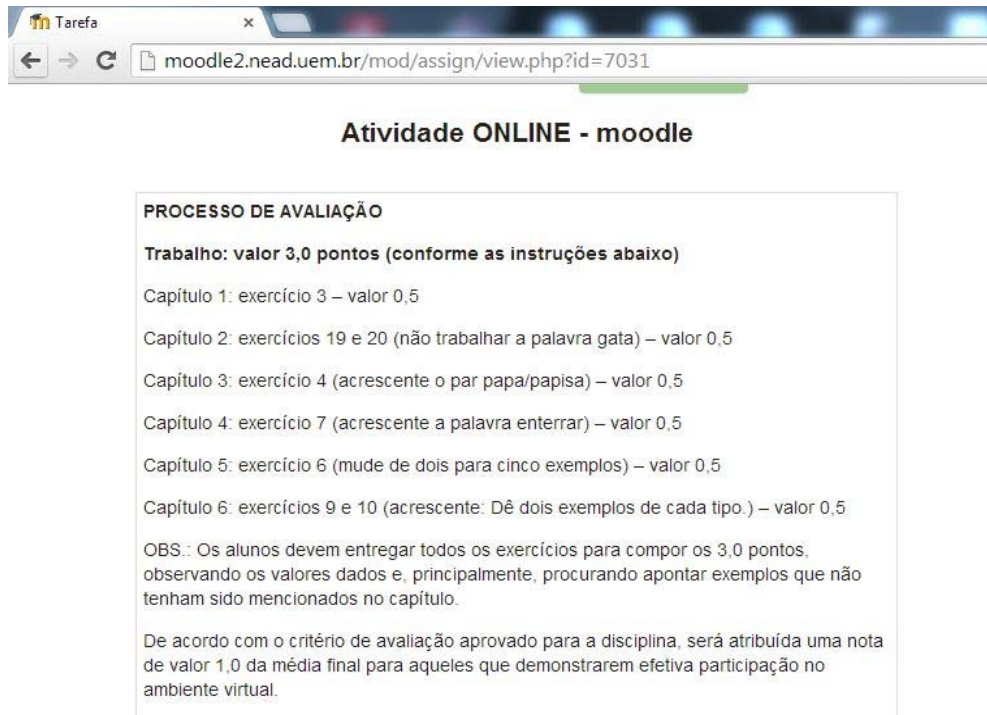 Tarefa
moodle2.nead.uem.br/mod/assign/view.php?id=7031
Atividade ONLINE - moodle
PROCESSO DE AVALIAÇÃO
Trabalho: valor 3,0 pontos (conforme as instruções abaixo)
Capítulo 1: exercício 3 – valor 0,5
Capítulo 2: exercícios 19 e 20 (não trabalhar a palavra gata) – valor 0,5
Capítulo 3: exercício 4 (acrescente o par papa/papisa) – valor 0,5
Capítulo 4: exercício 7 (acrescente a palavra enterrar) – valor 0,5
Capítulo 5: exercício 6 (mude de dois para cinco exemplos) – valor 0,5
Capítulo 6: exercícios 9 e 10 (acrescente: Dê dois exemplos de cada tipo.) – valor 0,5
OBS.: Os alunos devem entregar todos os exercícios para compor os 3,0 pontos,
observando os valores dados e, principalmente, procurando apontar exemplos que não
tenham sido mencionados no capítulo.
De acordo com o critério de avaliação aprovado para a disciplina, será atribuída uma nota
de valor 1,0 da média final para aqueles que demonstrarem efetiva participação no
ambiente virtual.